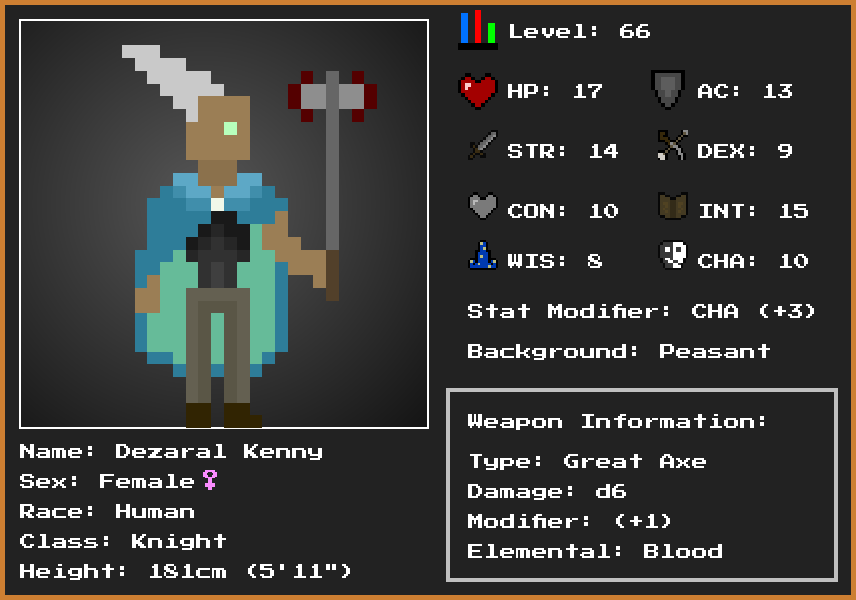 Level: 66
HP: 17
AC: 13
STR: 14
DEX: 9
CON: 10
INT: 15
WIS: 8
CHA: 10
Stat Modifier: CHA (+3)
Background: Peasant
Weapon Information:
Type: Great Axe
Damage: d6
Modifier: (+1)
Elemental: Blood
Name: Dezaral Kenny
Sex: Female♀
Race: Human
Class: Knight
Height: 181cm (5'11")